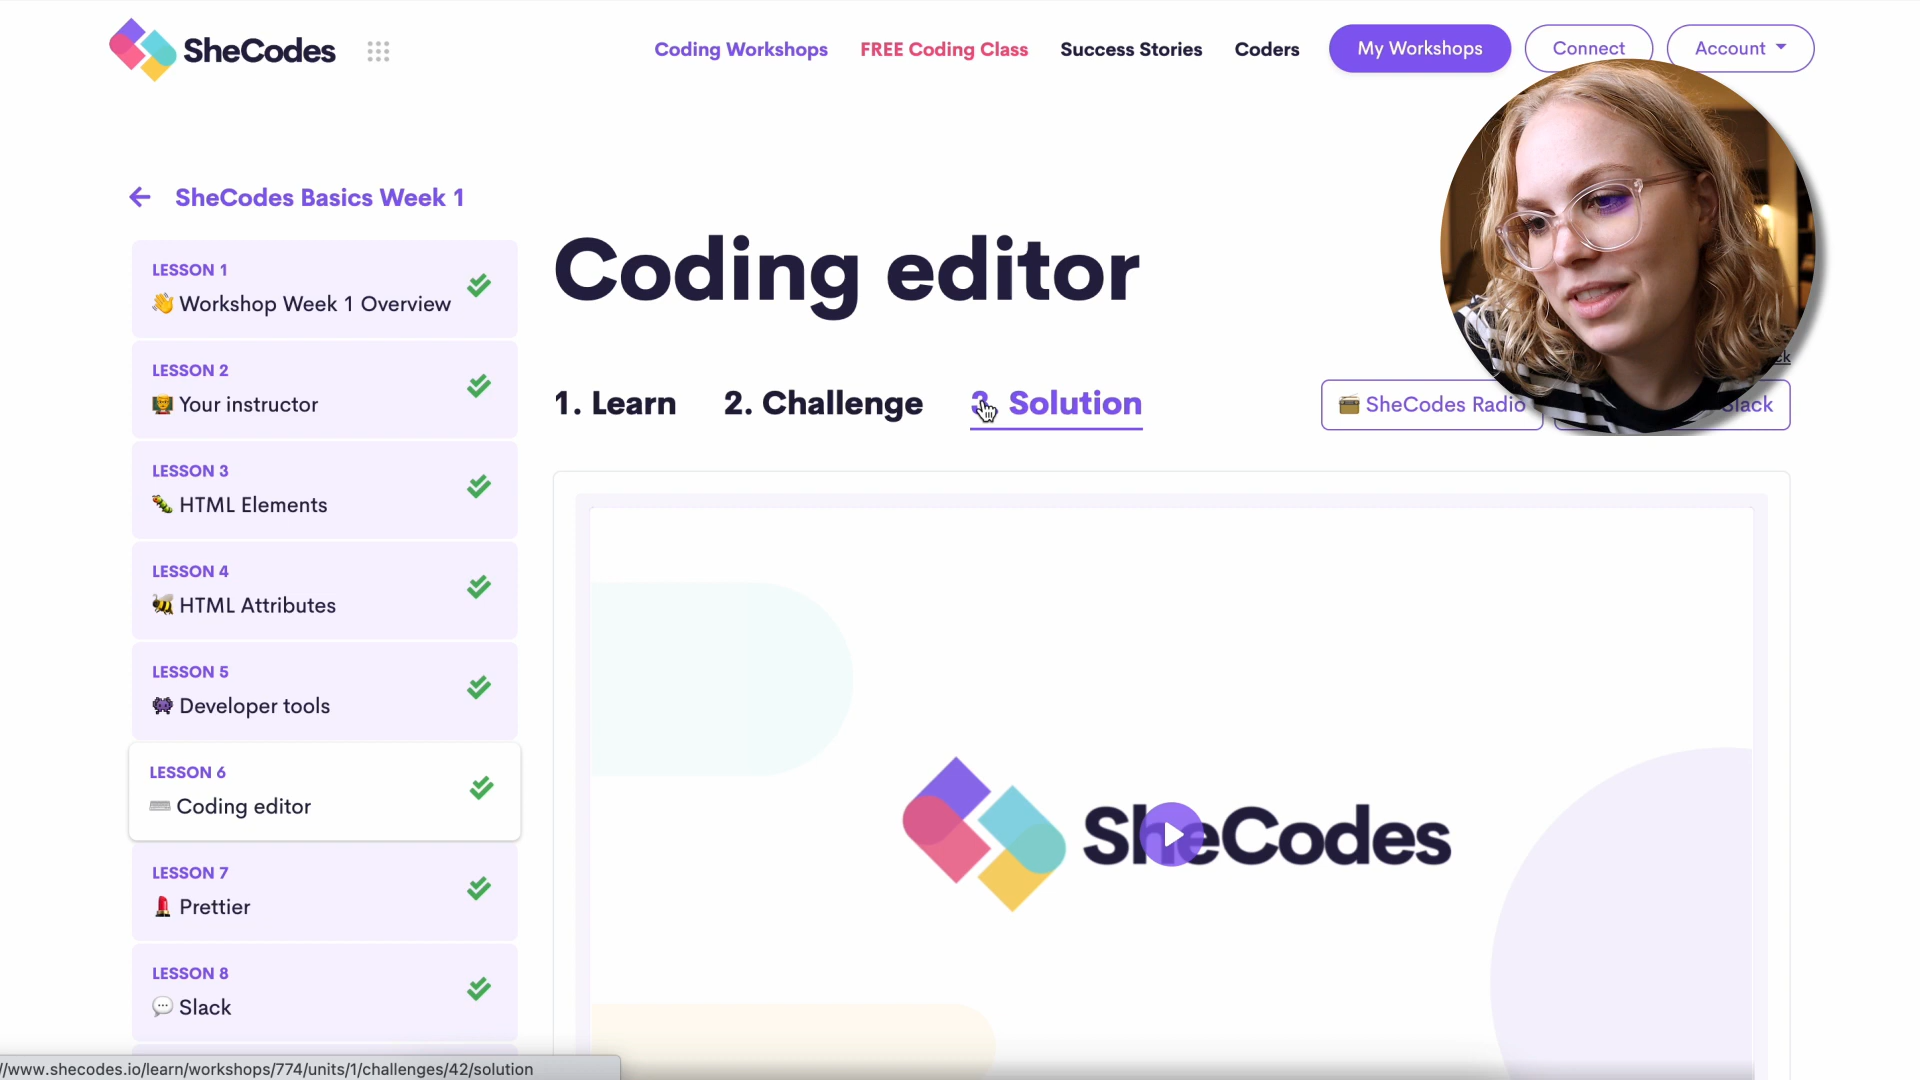 SheCodes
Coding Workshops
FREE Coding Class
Success Stories
Coders
My Workshops
Connect
Account
SheCodes Basics Week 1
LESSON 1
Workshop Week 1 Overview
LESSON 2
Your instructor
LESSON 3
HTML Elements
LESSON 4
HTML Attributes
LESSON 5
Developer tools
LESSON 6
Coding editor
LESSON 7
Prettier
LESSON 8
Slack
Coding editor
1. Learn
2. Challenge
3. Solution
SheCodes Radio
Slack
SheCodes
//www.shecodes.io/learn/workshops/774/units/1/challenges/42/solution